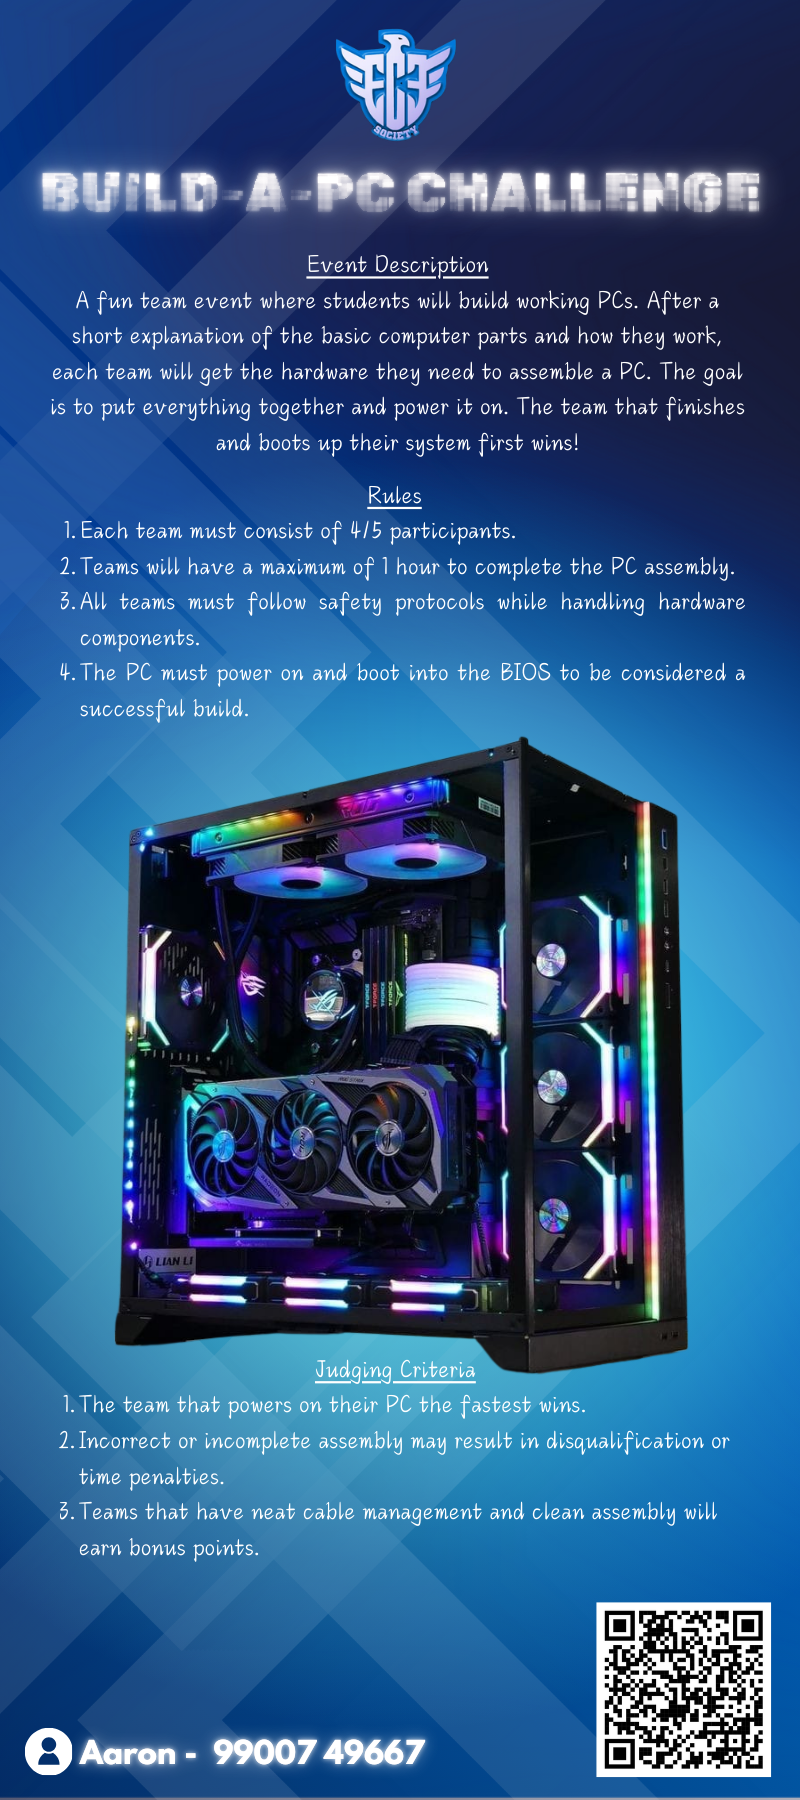 ECE
SOCIETY
BUILD-A-PC CHALLENGE
Event Description
A fun team event where students will build working PCs. After a
short explanation of the basic computer parts and how they work,
each team will get the hardware they need to assemble a PC. The goal
is to put everything together and power it on. The team that finishes
and boots up their system first wins!
Rules
1. Each team must consist of 4/5 participants.
2. Teams will have a maximum of 1 hour to complete the PC assembly.
3. All teams must follow safety protocols while handling hardware
components.
4. The PC must power on and boot into the BIOS to be considered a
successful build.
LIAN LI
Judging Criteria
1. The team that powers on their PC the fastest wins.
2. Incorrect or incomplete assembly may result in disqualification or
time penalties.
3. Teams that have neat cable management and clean assembly will
earn bonus points.
Aaron - 99007 49667